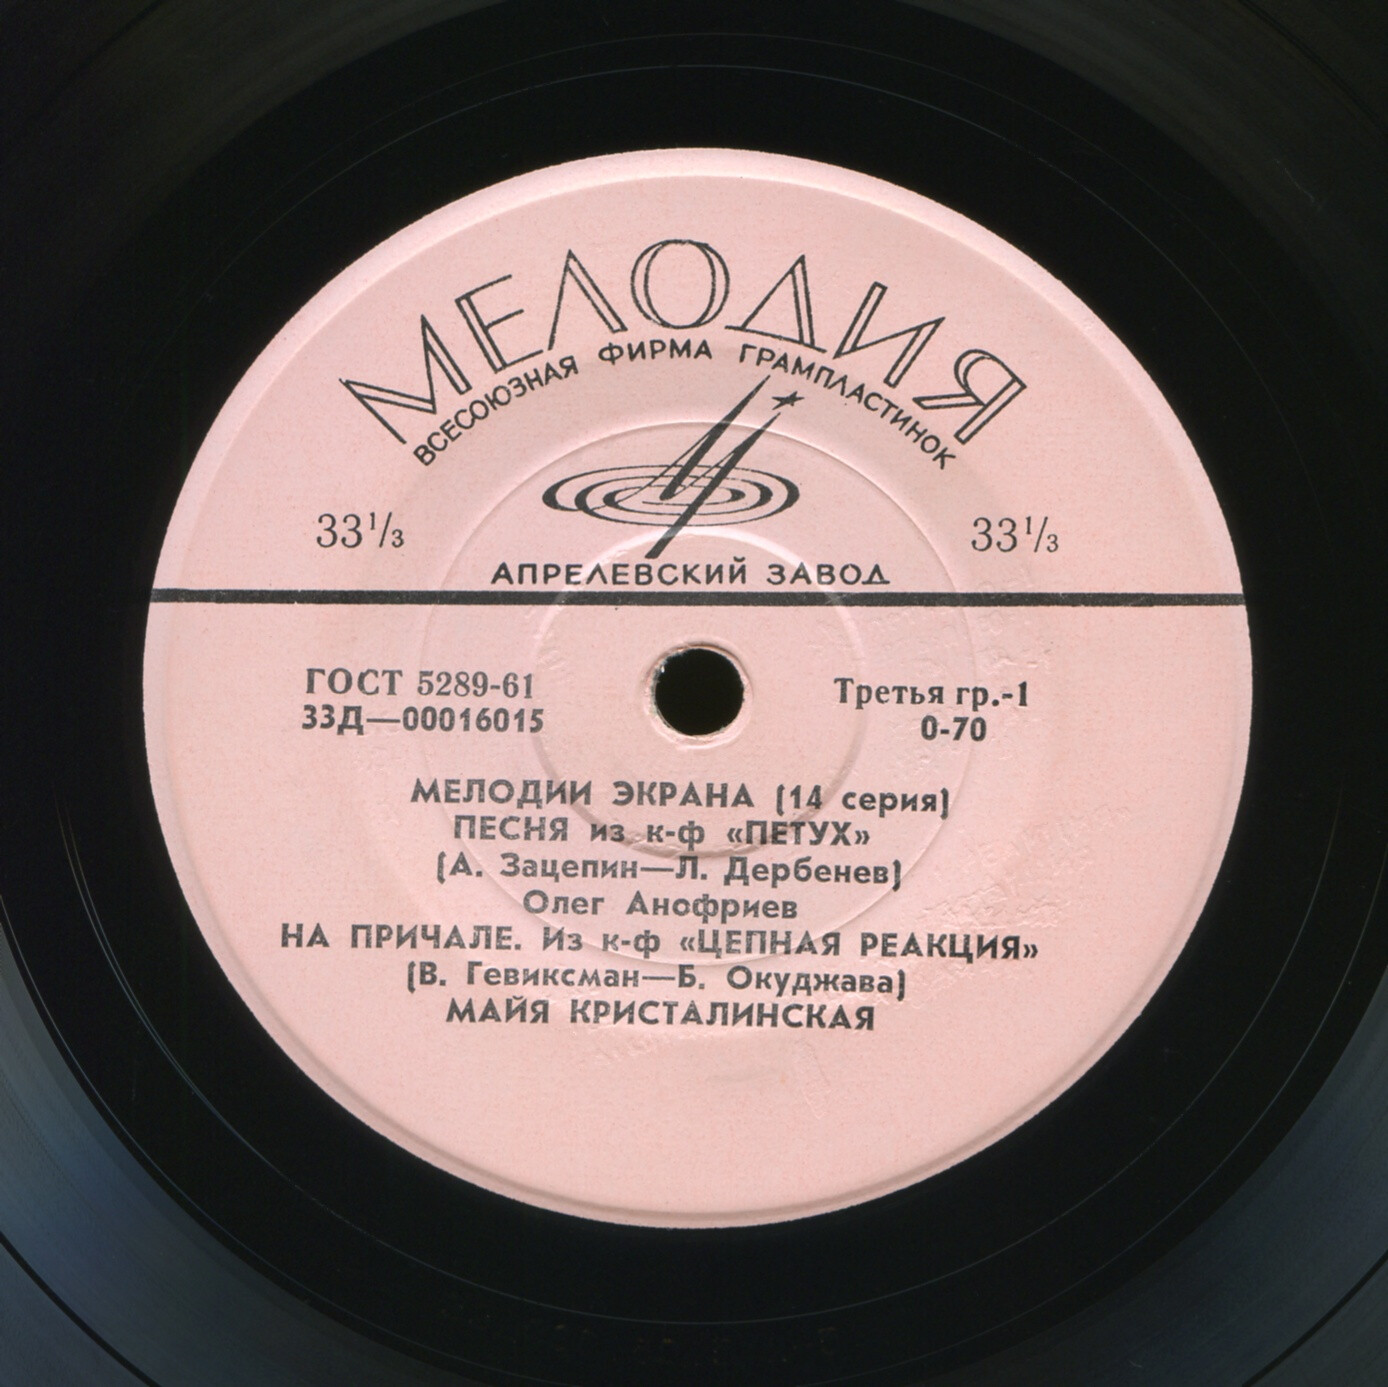 МЕЛОДИЯ
ВСЕСОЮЗНАЯ ФИРМА ГРАМПЛАСТИНОК
33⅓ 33⅓
АПРЕЛЕВСКИЙ ЗАВОД
ГОСТ 5289-61 Третья гр.-1
33Д—00016015 0-70
МЕЛОДИИ ЭКРАНА (14 серия)
ПЕСНЯ из к-ф «ПЕТУХ»
(А. Зацепин—Л. Дербенев)
Олег Анофриев
НА ПРИЧАЛЕ. Из к-ф «ЦЕПНАЯ РЕАКЦИЯ»
(В. Гевиксман—Б. Окуджава)
МАЙЯ КРИСТАЛИНСКАЯ